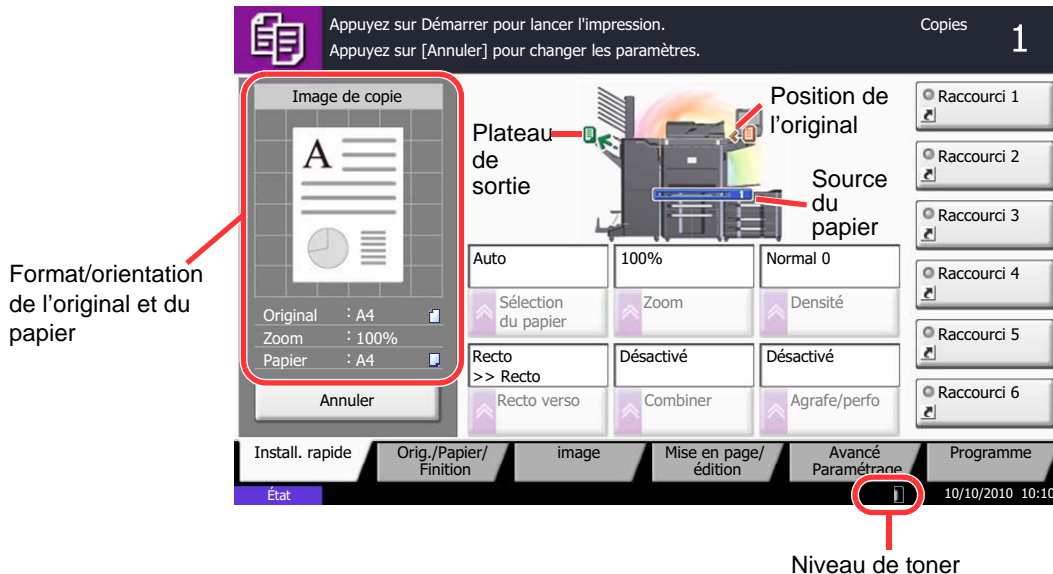 Appuyez sur Démarrer pour lancer l'impression.
Appuyez sur [Annuler] pour changer les paramètres.
Copies
1
Image de copie
A
Original : A4
Zoom : 100%
Papier : A4
Annuler
Format/orientation
de l’original et du
papier
Plateau
de
sortie
Position de
l’original
Source
du
papier
1
Auto
Sélection
du papier
100%
Zoom
Normal 0
Densité
Recto
>> Recto
Recto verso
Désactivé
Combiner
Désactivé
Agrafe/perfo
Raccourci 1
Raccourci 2
Raccourci 3
Raccourci 4
Raccourci 5
Raccourci 6
Install. rapide
Orig./Papier/
Finition
image
Mise en page/
édition
Avancé
Paramétrage
Programme
État
10/10/2010 10:10
Niveau de toner